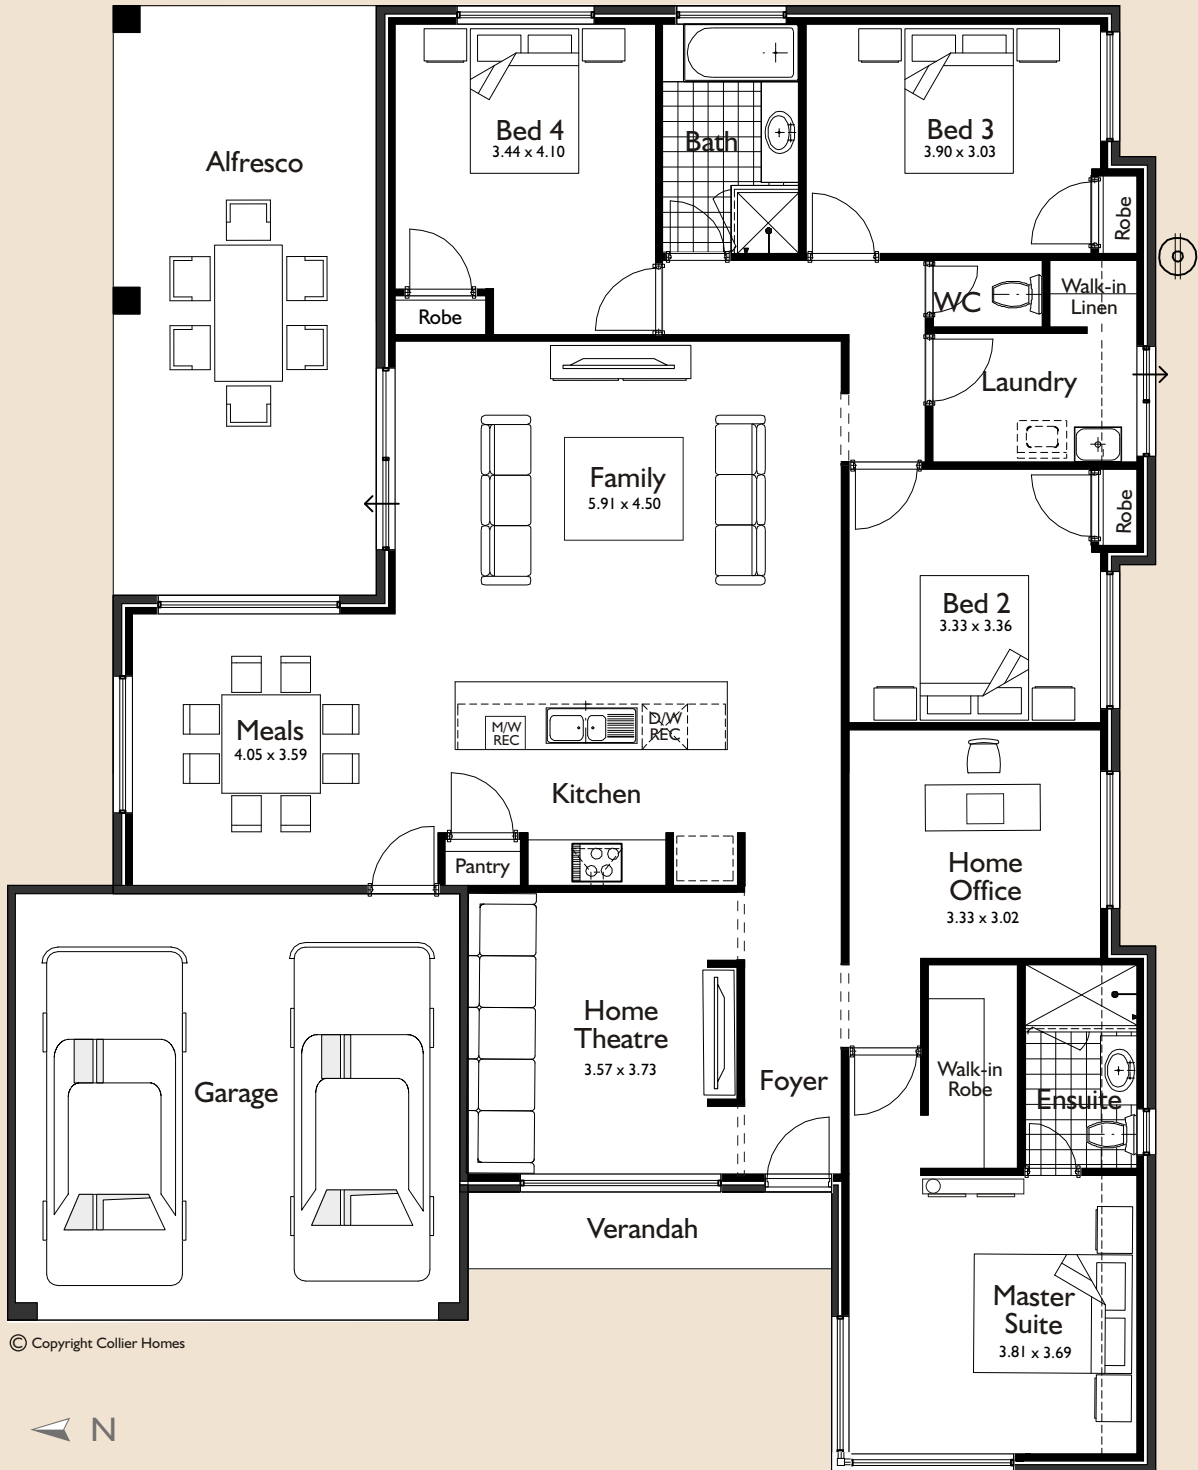 Bed 4
3.44 x 4.10
Bath
Bed 3
3.90 x 3.03
Alfresco
Robe
Robe
WC
Walk-in
Linen
Laundry
Family
5.91 x 4.50
Robe
Bed 2
3.33 x 3.36
Meals
4.05 x 3.59
M/W
REC
D/W
REC
Kitchen
Pantry
Home
Office
3.33 x 3.02
Home
Theatre
3.57 x 3.73
Garage
Foyer
Walk-in
Robe
Ensuite
Verandah
Master
Suite
3.81 x 3.69
© Copyright Collier Homes
N